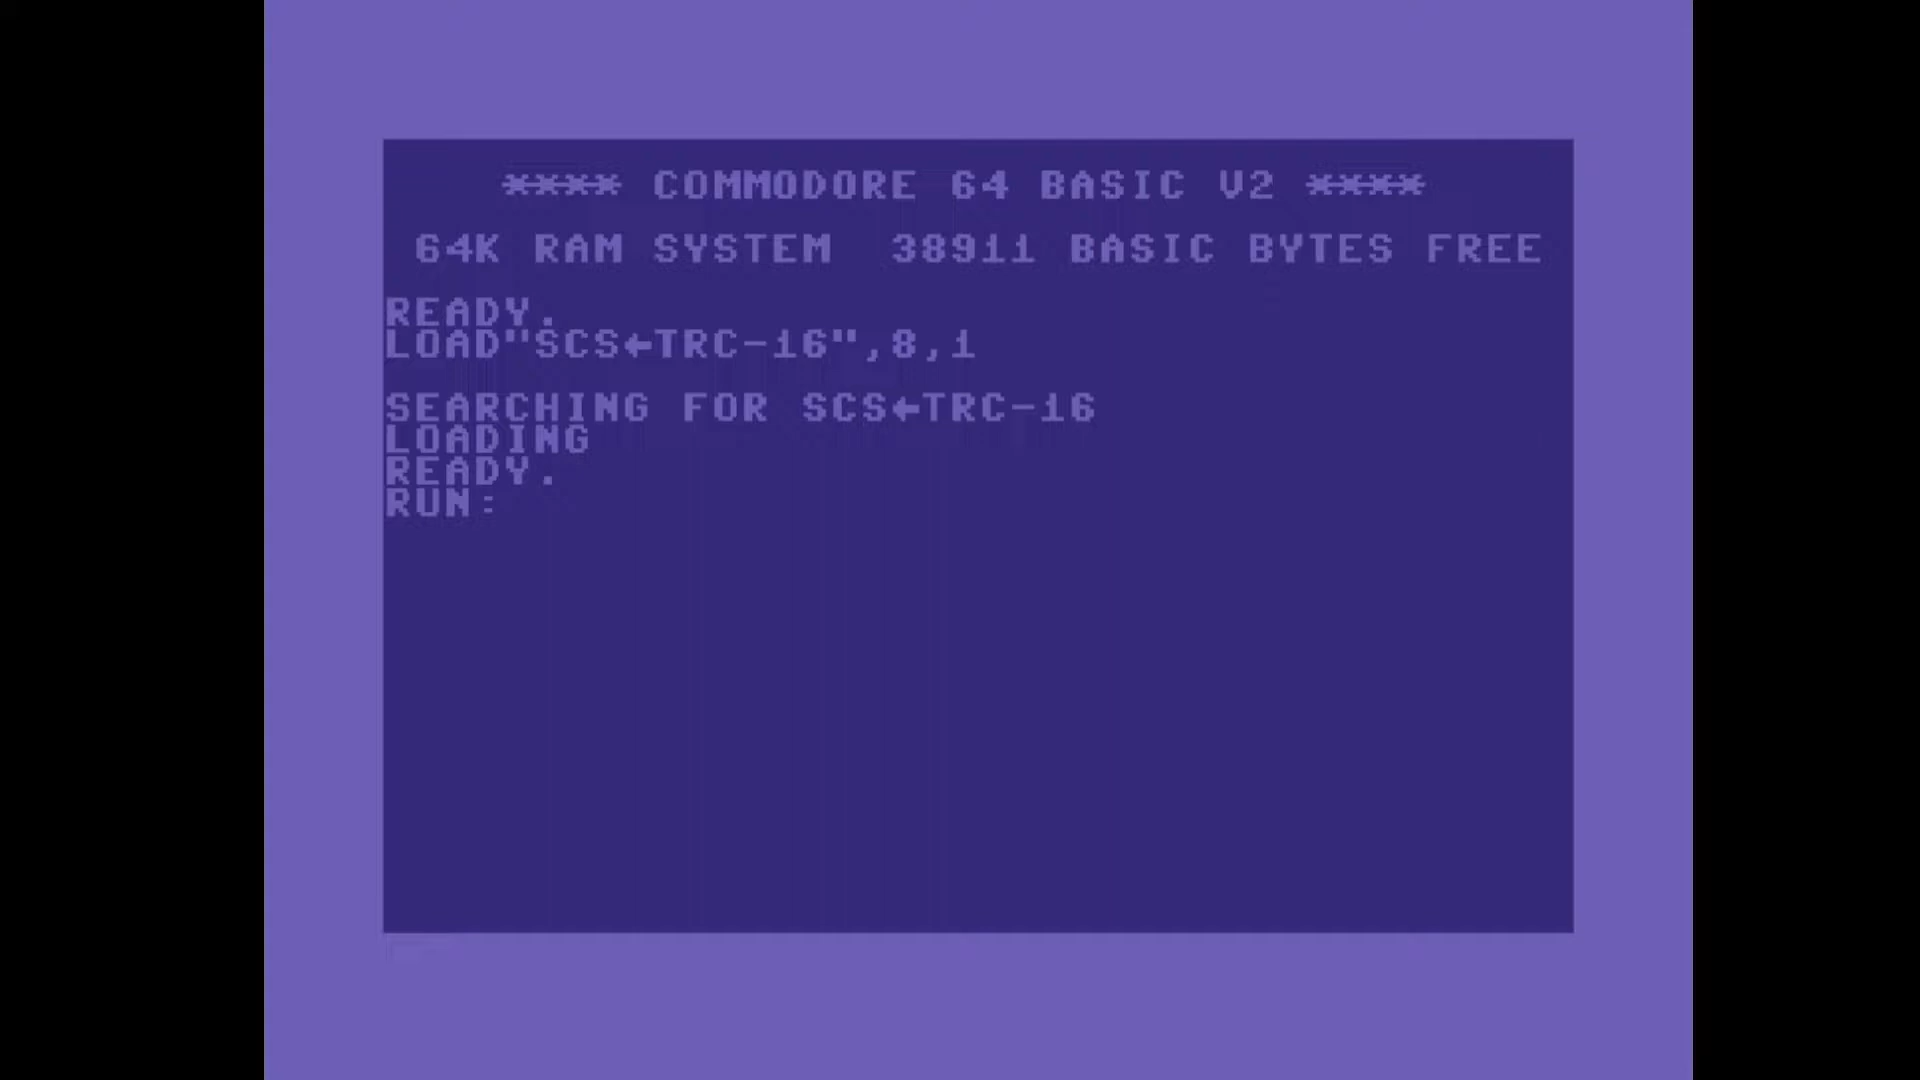 **** COMMODORE 64 BASIC V2 ****
64K RAM SYSTEM  38911 BASIC BYTES FREE
READY.
LOAD"SCS←TRC-16",8,1
SEARCHING FOR SCS←TRC-16
LOADING
READY.
RUN: